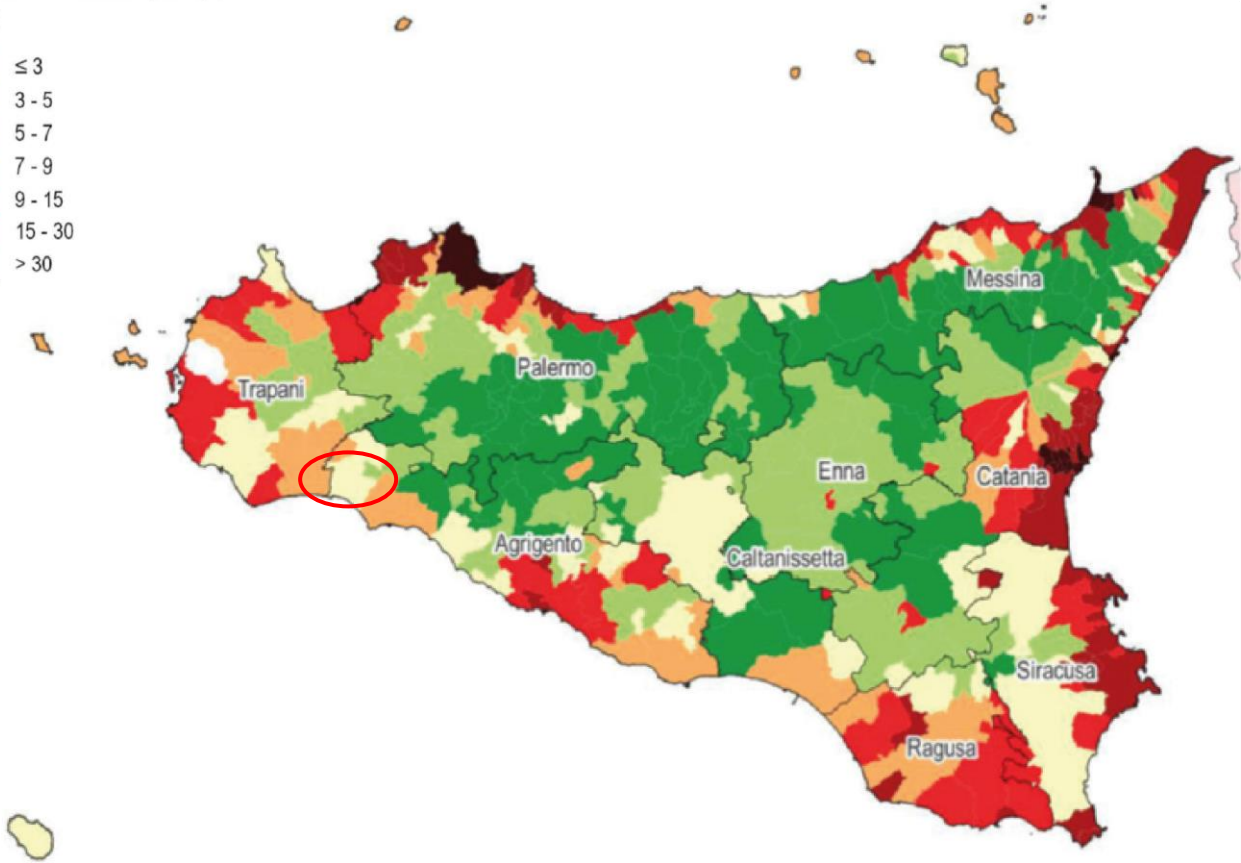 ≤ 3
3 - 5
5 - 7
7 - 9
9 - 15
15 - 30
> 30
Messina
Palermo
Trapani
Enna
Catania
Agrigento
Caltanissetta
Siracusa
Ragusa